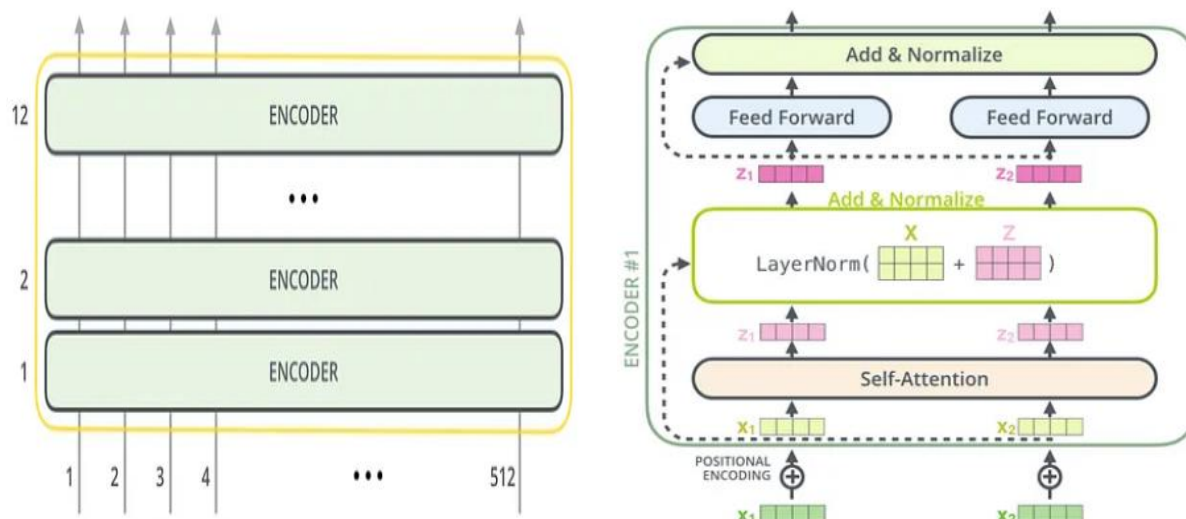 12
ENCODER
...
2
ENCODER
1
ENCODER
1 2 3 4 ... 512
ENCODER #1
Add & Normalize
Feed Forward Feed Forward
z1 z2
Add & Normalize
X Z
LayerNorm( + )
z1 z2
Self-Attention
x1 x2
POSITIONAL
ENCODING
x1 x2